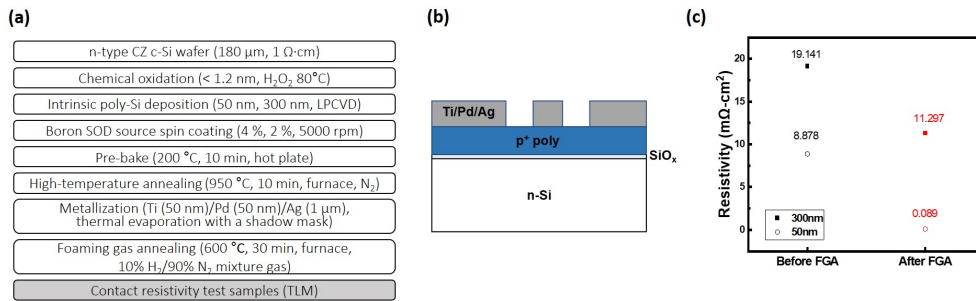 (a)
n-type CZ c-Si wafer (180 μm, 1 Ω·cm)
Chemical oxidation (< 1.2 nm, H₂O₂ 80°C)
Intrinsic poly-Si deposition (50 nm, 300 nm, LPCVD)
Boron SOD source spin coating (4 %, 2 %, 5000 rpm)
Pre-bake (200 °C, 10 min, hot plate)
High-temperature annealing (950 °C, 10 min, furnace, N₂)
Metallization (Ti (50 nm)/Pd (50 nm)/Ag (1 μm),
thermal evaporation with a shadow mask)
Foaming gas annealing (600 °C, 30 min, furnace,
10% H₂/90% N₂ mixture gas)
Contact resistivity test samples (TLM)
(b)
Ti/Pd/Ag
p⁺ poly
SiOₓ
n-Si
(c)
Resistivity (mΩ-cm²)
20
15
10
5
0
19.141
8.878
11.297
0.089
300nm
50nm
Before FGA
After FGA